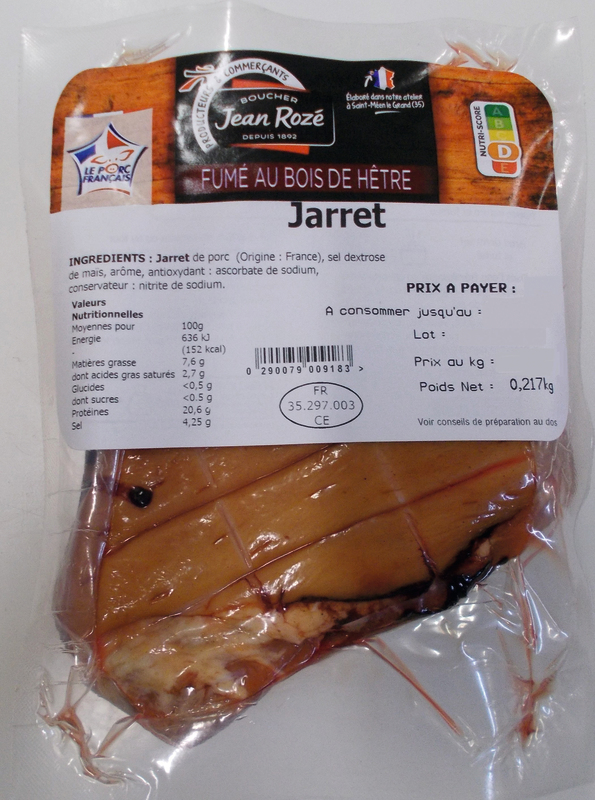 PRODUCTEURS & COMMERÇANTS
BOUCHER
Jean Rozé
DEPUIS 1892
Élaboré dans notre atelier
à Saint-Méen le Grand (35)
NUTRI-SCORE
A
B
C
D
E
LE PORC
FRANÇAIS
FUMÉ AU BOIS DE HÊTRE
Jarret
INGREDIENTS : Jarret de porc (Origine : France), sel dextrose
de maïs, arôme, antioxydant : ascorbate de sodium,
conservateur : nitrite de sodium.
Valeurs
Nutritionnelles
Moyennes pour 100g
Energie 636 kJ
- (152 kcal)
Matières grasse 7,6 g
dont acides gras saturés 2,7 g
Glucides <0,5 g
dont sucres <0.5 g
Protéines 20,6 g
Sel 4,25 g
0 290079 009183 >
FR
35.297.003
CE
PRIX A PAYER :
A consommer jusqu'au :
Lot :
Prix au kg :
Poids Net : 0,217kg
Voir conseils de préparation au dos